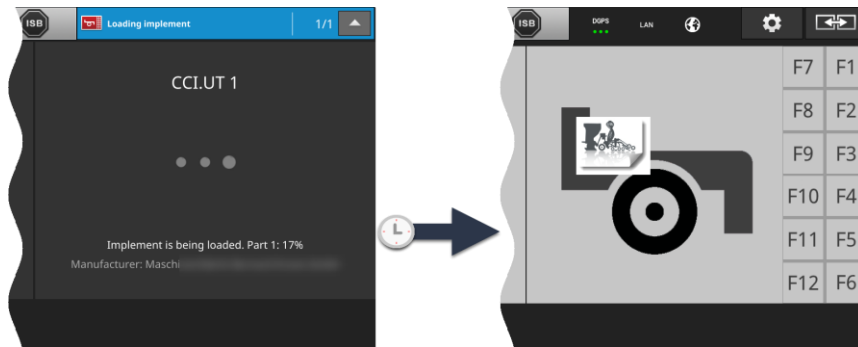 ISB
Loading implement
1/1
CCI.UT 1
Implement is being loaded. Part 1: 17%
Manufacturer: Maschi
ISB
DGPS
LAN
F7 F1
F8 F2
F9 F3
F10 F4
F11 F5
F12 F6